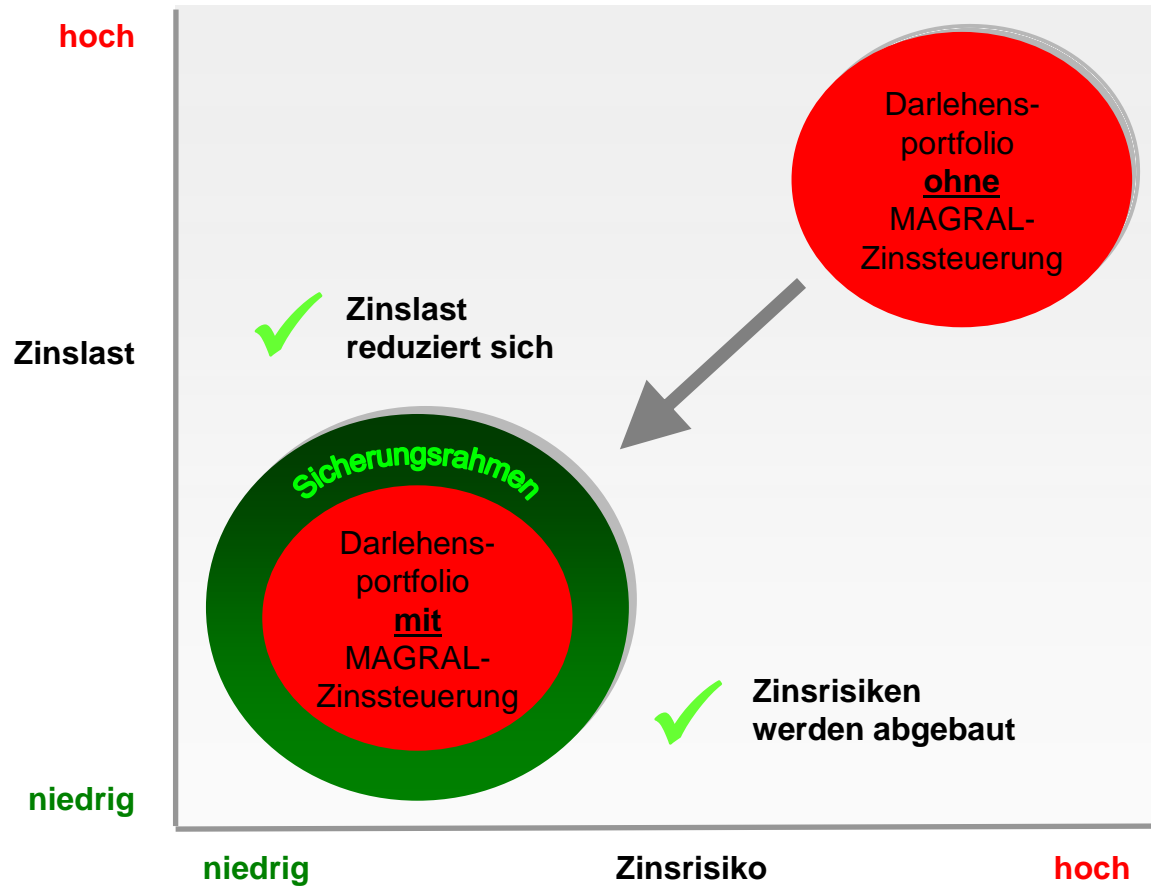 hoch
Darlehens-
portfolio
ohne
MAGRAL-
Zinssteuerung
Zinslast
reduziert sich
Zinslast
Sicherungsrahmen
Darlehens-
portfolio
mit
MAGRAL-
Zinssteuerung
Zinsrisiken
werden abgebaut
niedrig
niedrig
Zinsrisiko
hoch